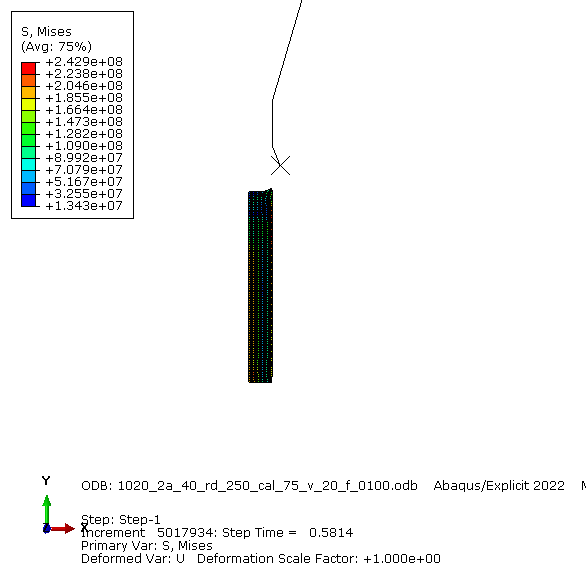 S, Mises
(Avg: 75%)
+2.429e+08
+2.238e+08
+2.046e+08
+1.855e+08
+1.664e+08
+1.473e+08
+1.282e+08
+1.090e+08
+8.992e+07
+7.079e+07
+5.167e+07
+3.255e+07
+1.343e+07
Y
X
Z
ODB: 1020_2a_40_rd_250_cal_75_v_20_f_0100.odb Abaqus/Explicit 2022
Step: Step-1
Increment 5017934: Step Time = 0.5814
Primary Var: S, Mises
Deformed Var: U Deformation Scale Factor: +1.000e+00